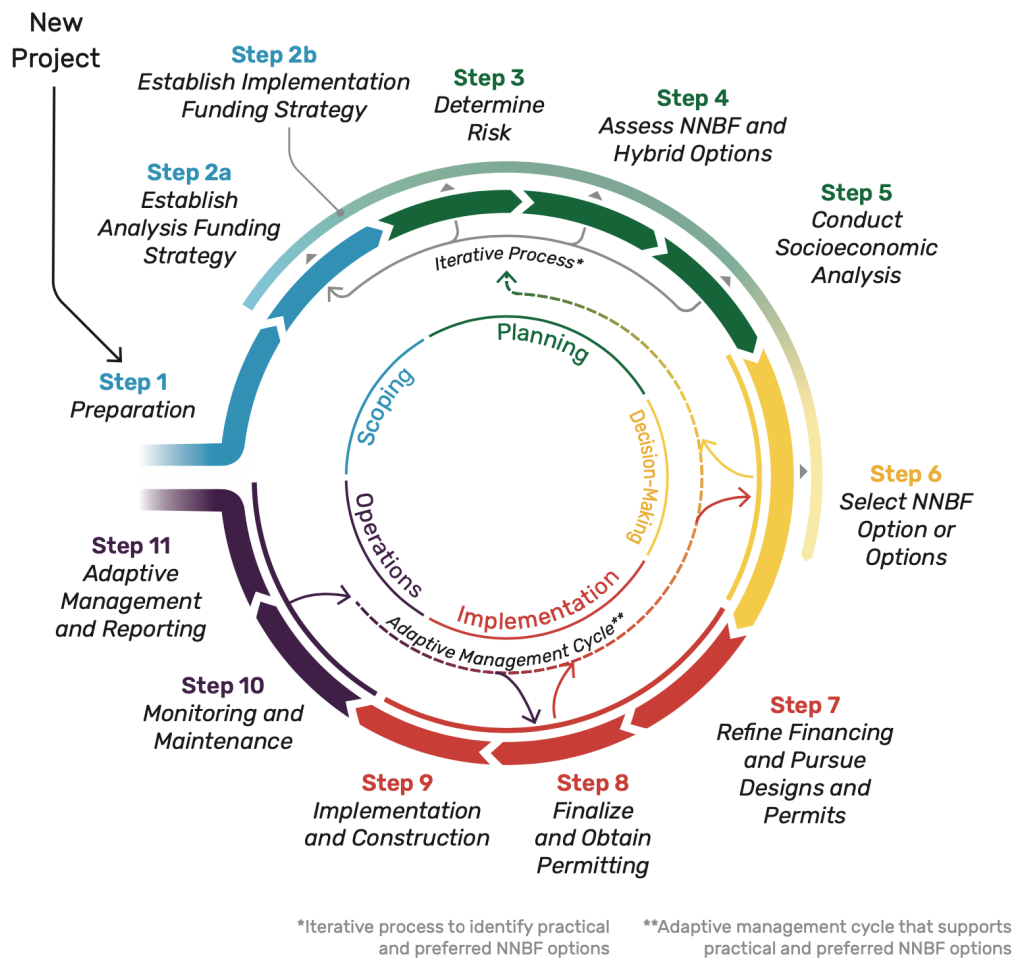 New
Project
Step 1
Preparation
Step 2a
Establish
Analysis Funding
Strategy
Step 2b
Establish Implementation
Funding Strategy
Step 3
Determine
Risk
Step 4
Assess NNBF and
Hybrid Options
Step 5
Conduct
Socioeconomic
Analysis
Step 6
Select NNBF
Option or
Options
Step 7
Refine Financing
and Pursue
Designs and
Permits
Step 8
Finalize
and Obtain
Permitting
Step 9
Implementation
and Construction
Step 10
Monitoring and
Maintenance
Step 11
Adaptive
Management
and Reporting
Iterative Process*
Scoping
Planning
Decision-Making
Implementation
Operations
Adaptive Management Cycle**
*Iterative process to identify practical
and preferred NNBF options
**Adaptive management cycle that supports
practical and preferred NNBF options